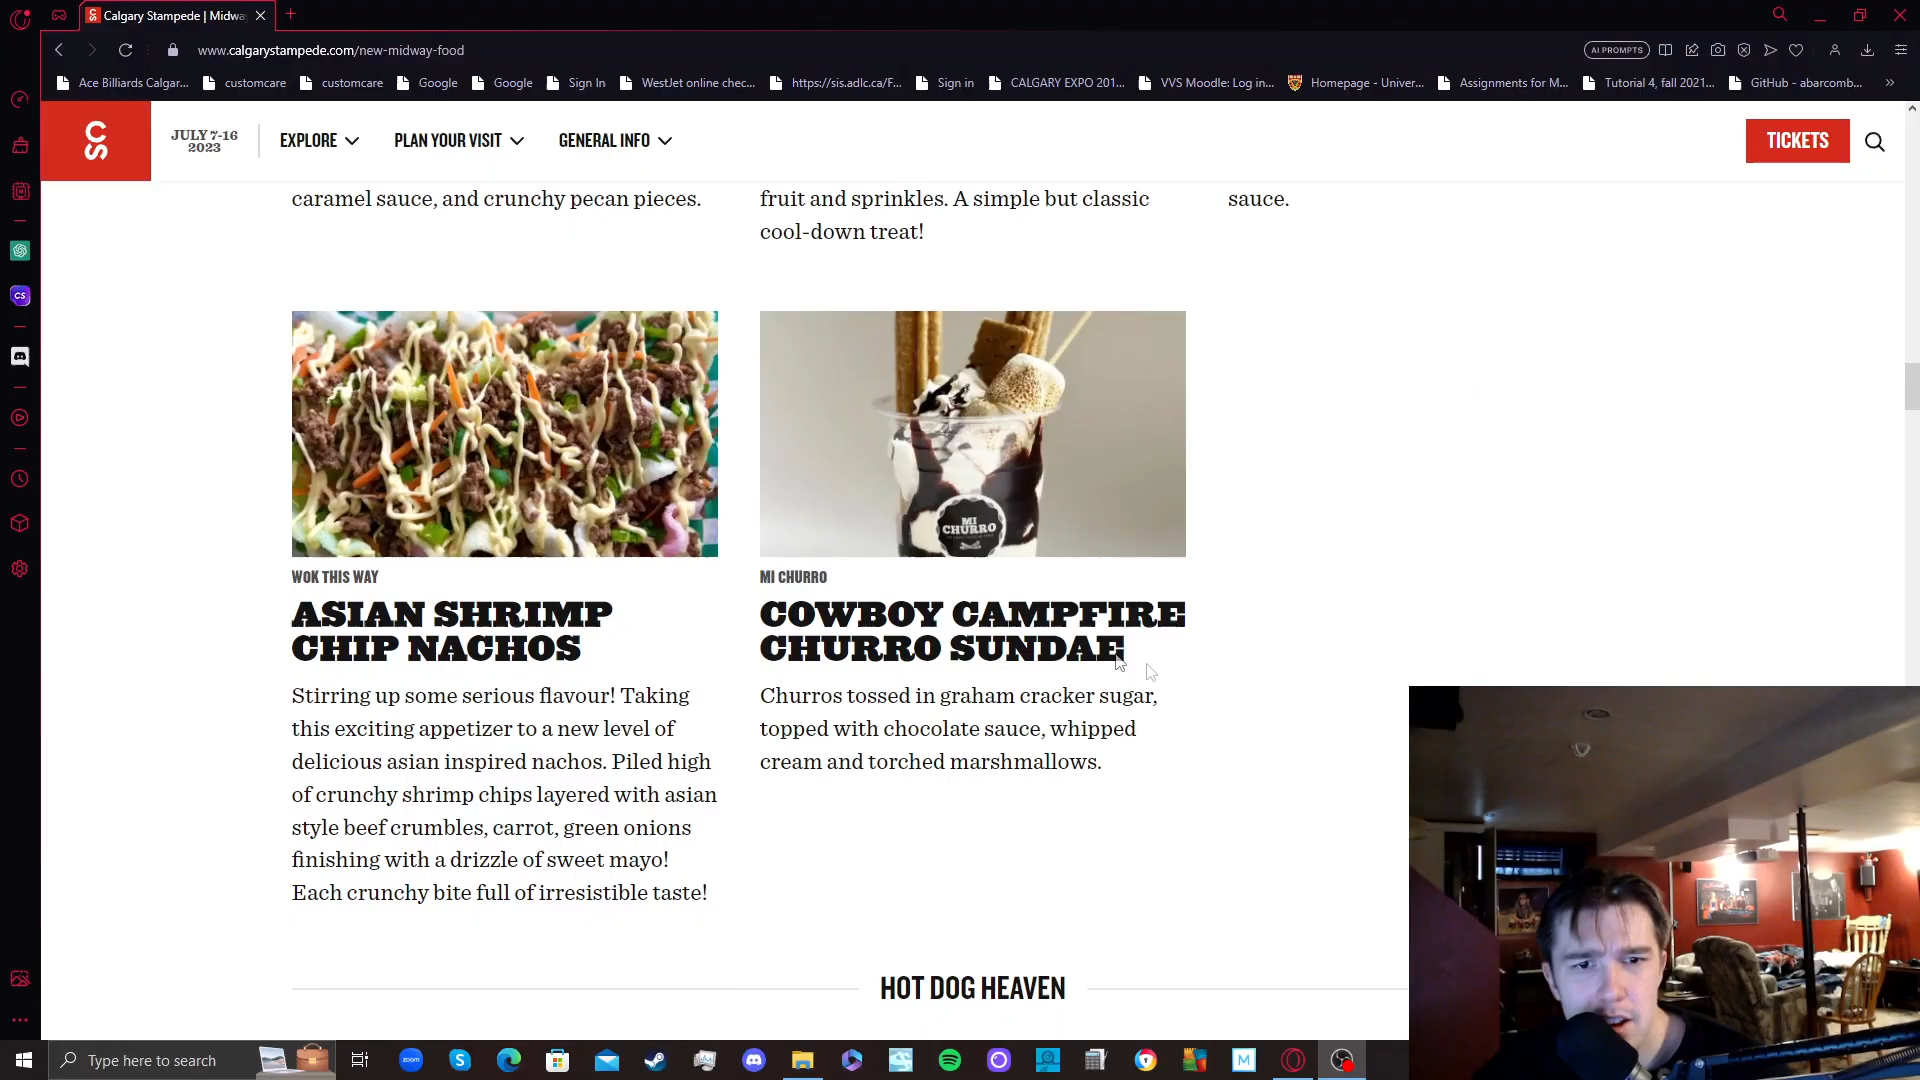 Calgary Stampede | Midwa
www.calgarystampede.com/new-midway-food
AI PROMPTS
Ace Billiards Calgar...
customcare
customcare
Google
Google
Sign In
WestJet online chec...
https://sis.adlc.ca/F...
Sign in
CALGARY EXPO 201...
VVS Moodle: Log in...
Homepage - Univer...
Assignments for M...
Tutorial 4, fall 2021...
GitHub - abarcomb...
CS
JULY 7-16
2023
EXPLORE
PLAN YOUR VISIT
GENERAL INFO
TICKETS
caramel sauce, and crunchy pecan pieces.
fruit and sprinkles. A simple but classic
cool-down treat!
sauce.
MI
CHURRO
WOK THIS WAY
ASIAN SHRIMP
CHIP NACHOS
Stirring up some serious flavour! Taking
this exciting appetizer to a new level of
delicious asian inspired nachos. Piled high
of crunchy shrimp chips layered with asian
style beef crumbles, carrot, green onions
finishing with a drizzle of sweet mayo!
Each crunchy bite full of irresistible taste!
MI CHURRO
COWBOY CAMPFIRE
CHURRO SUNDAE
Churros tossed in graham cracker sugar,
topped with chocolate sauce, whipped
cream and torched marshmallows.
HOT DOG HEAVEN
Type here to search
zoom